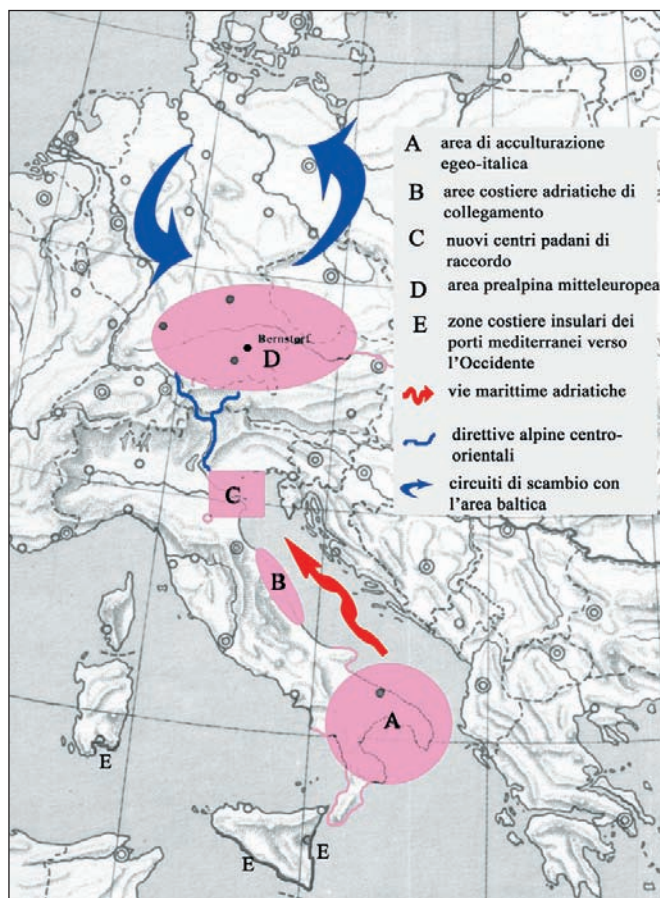 A area di acculturazione
egeo-italica
B aree costiere adriatiche di
collegamento
C nuovi centri padani di
raccordo
D area prealpina mitteleuropea
E zone costiere insulari dei
porti mediterranei verso
l'Occidente
vie marittime adriatiche
direttive alpine centro-
orientali
circuiti di scambio con
l'area baltica
Bernstorf
D
C
B
A
E
E
E